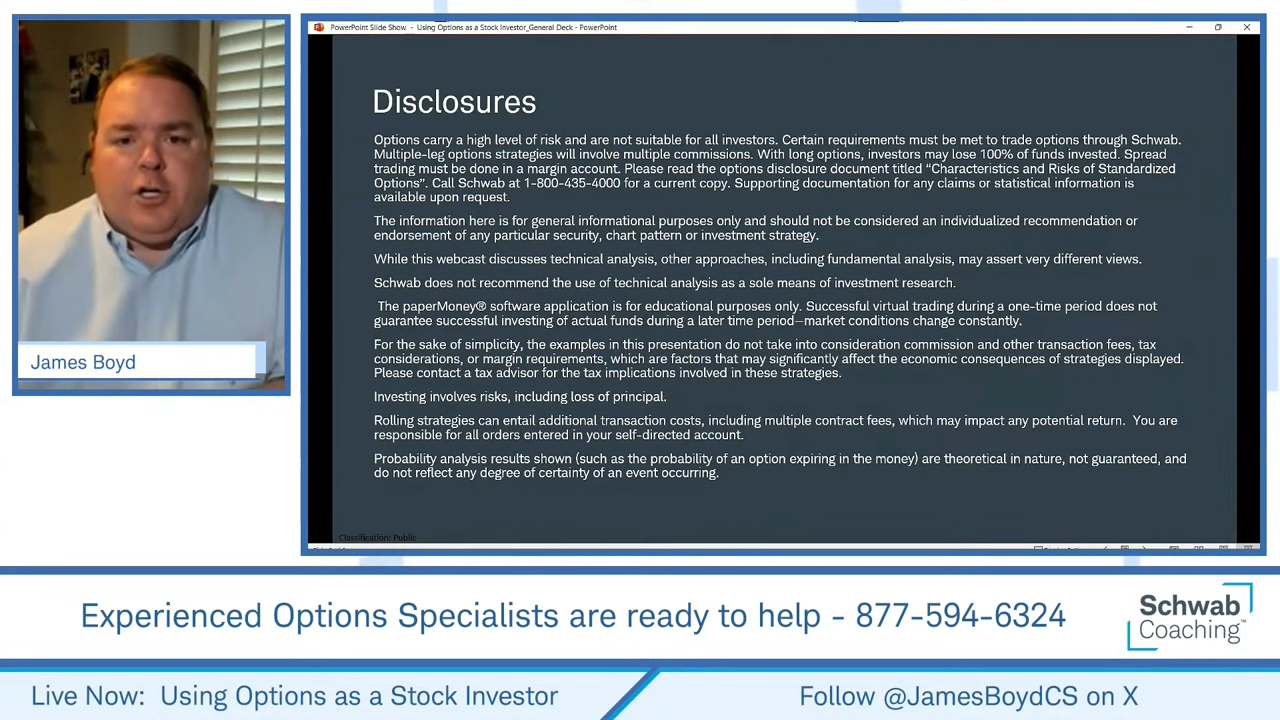 PowerPoint Slide Show - Using Options as a Stock Investor_General Deck - PowerPoint
Disclosures
Options carry a high level of risk and are not suitable for all investors. Certain requirements must be met to trade options through Schwab.
Multiple-leg options strategies will involve multiple commissions. With long options, investors may lose 100% of funds invested. Spread
trading must be done in a margin account. Please read the options disclosure document titled “Characteristics and Risks of Standardized
Options”. Call Schwab at 1-800-435-4000 for a current copy. Supporting documentation for any claims or statistical information is
available upon request.
The information here is for general informational purposes only and should not be considered an individualized recommendation or
endorsement of any particular security, chart pattern or investment strategy.
While this webcast discusses technical analysis, other approaches, including fundamental analysis, may assert very different views.
Schwab does not recommend the use of technical analysis as a sole means of investment research.
The paperMoney® software application is for educational purposes only. Successful virtual trading during a one-time period does not
guarantee successful investing of actual funds during a later time period—market conditions change constantly.
For the sake of simplicity, the examples in this presentation do not take into consideration commission and other transaction fees, tax
considerations, or margin requirements, which are factors that may significantly affect the economic consequences of strategies displayed.
Please contact a tax advisor for the tax implications involved in these strategies.
Investing involves risks, including loss of principal.
Rolling strategies can entail additional transaction costs, including multiple contract fees, which may impact any potential return. You are
responsible for all orders entered in your self-directed account.
Probability analysis results shown (such as the probability of an option expiring in the money) are theoretical in nature, not guaranteed, and
do not reflect any degree of certainty of an event occurring.
Classification: Public
James Boyd
Experienced Options Specialists are ready to help - 877-594-6324
Schwab
Coaching™
Live Now: Using Options as a Stock Investor
Follow @JamesBoydCS on X